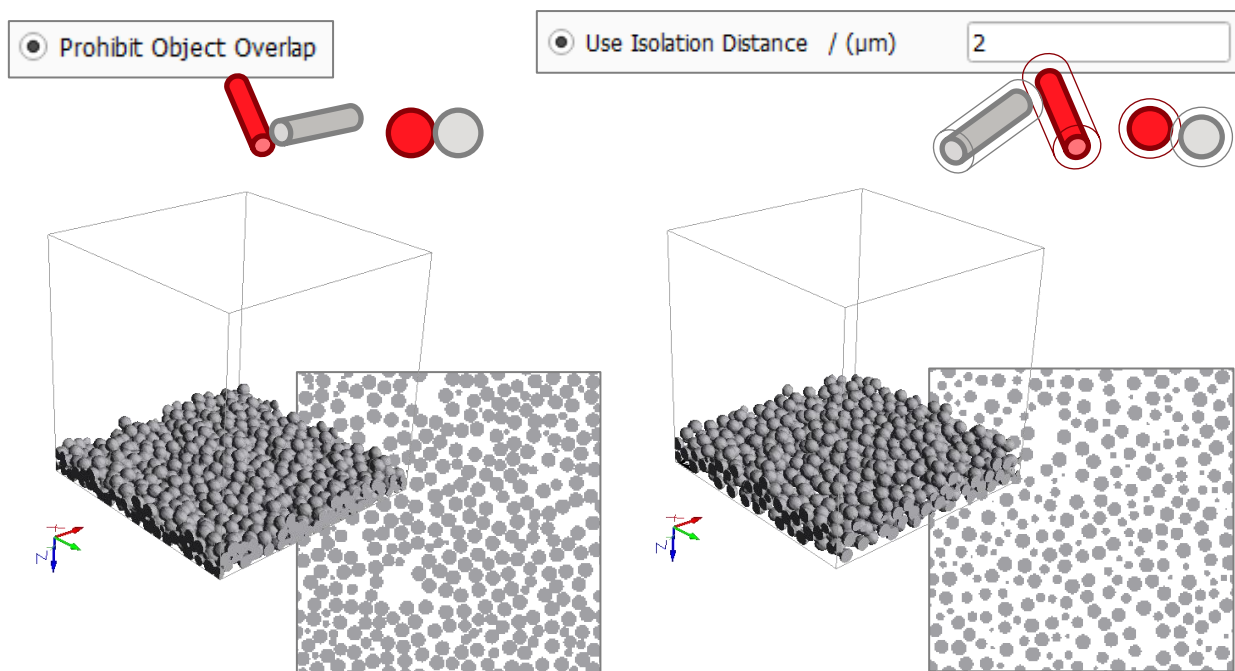 Prohibit Object Overlap
Use Isolation Distance / (µm) 2
X
Z
X
Z